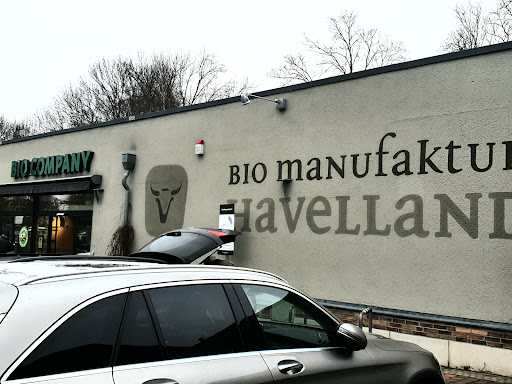 BIO COMPANY
BIO manufaktur
HAVELLAND